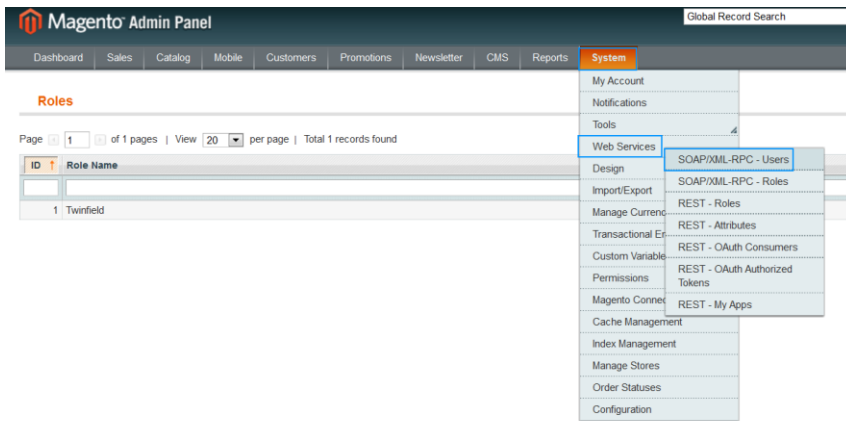 Magento Admin Panel
Global Record Search
Dashboard Sales Catalog Mobile Customers Promotions Newsletter CMS Reports System
Roles
Page 1 of 1 pages | View 20 per page | Total 1 records found
ID Role Name
1 Twinfield
My Account
Notifications
Tools
Web Services
Design
Import/Export
Manage Currenc
Transactional Er
Custom Variable
Permissions
Magento Connec
Cache Management
Index Management
Manage Stores
Order Statuses
Configuration
SOAP/XML-RPC - Users
SOAP/XML-RPC - Roles
REST - Roles
REST - Attributes
REST - OAuth Consumers
REST - OAuth Authorized
Tokens
REST - My Apps